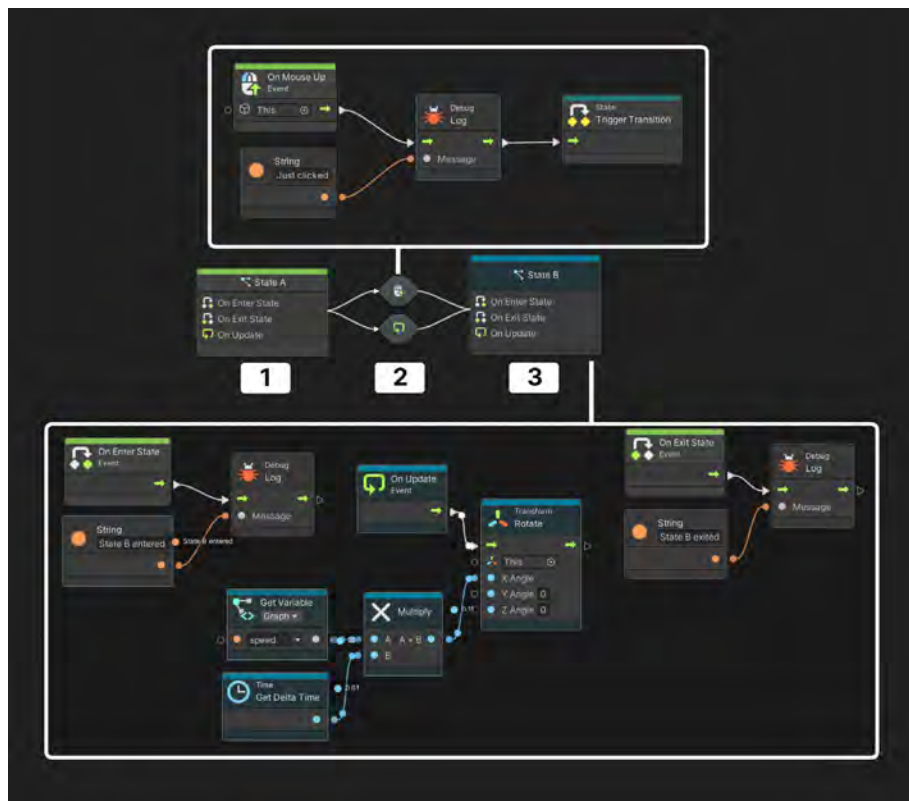 On Mouse Up
Event
This
Debug
Log
Message
State
Trigger Transition
String
Just clicked
State A
On Enter State
On Exit State
On Update
State B
On Enter State
On Exit State
On Update
1
2
3
On Enter State
Event
Debug
Log
Message
String
State B entered
State B entered
On Update
Event
Transform
Rotate
This
X Angle
Y Angle 0
Z Angle 0
Get Variable
Graph
speed
Multiply
A A × B
B
Time
Get Delta Time
On Exit State
Event
Debug
Log
Message
String
State B exited